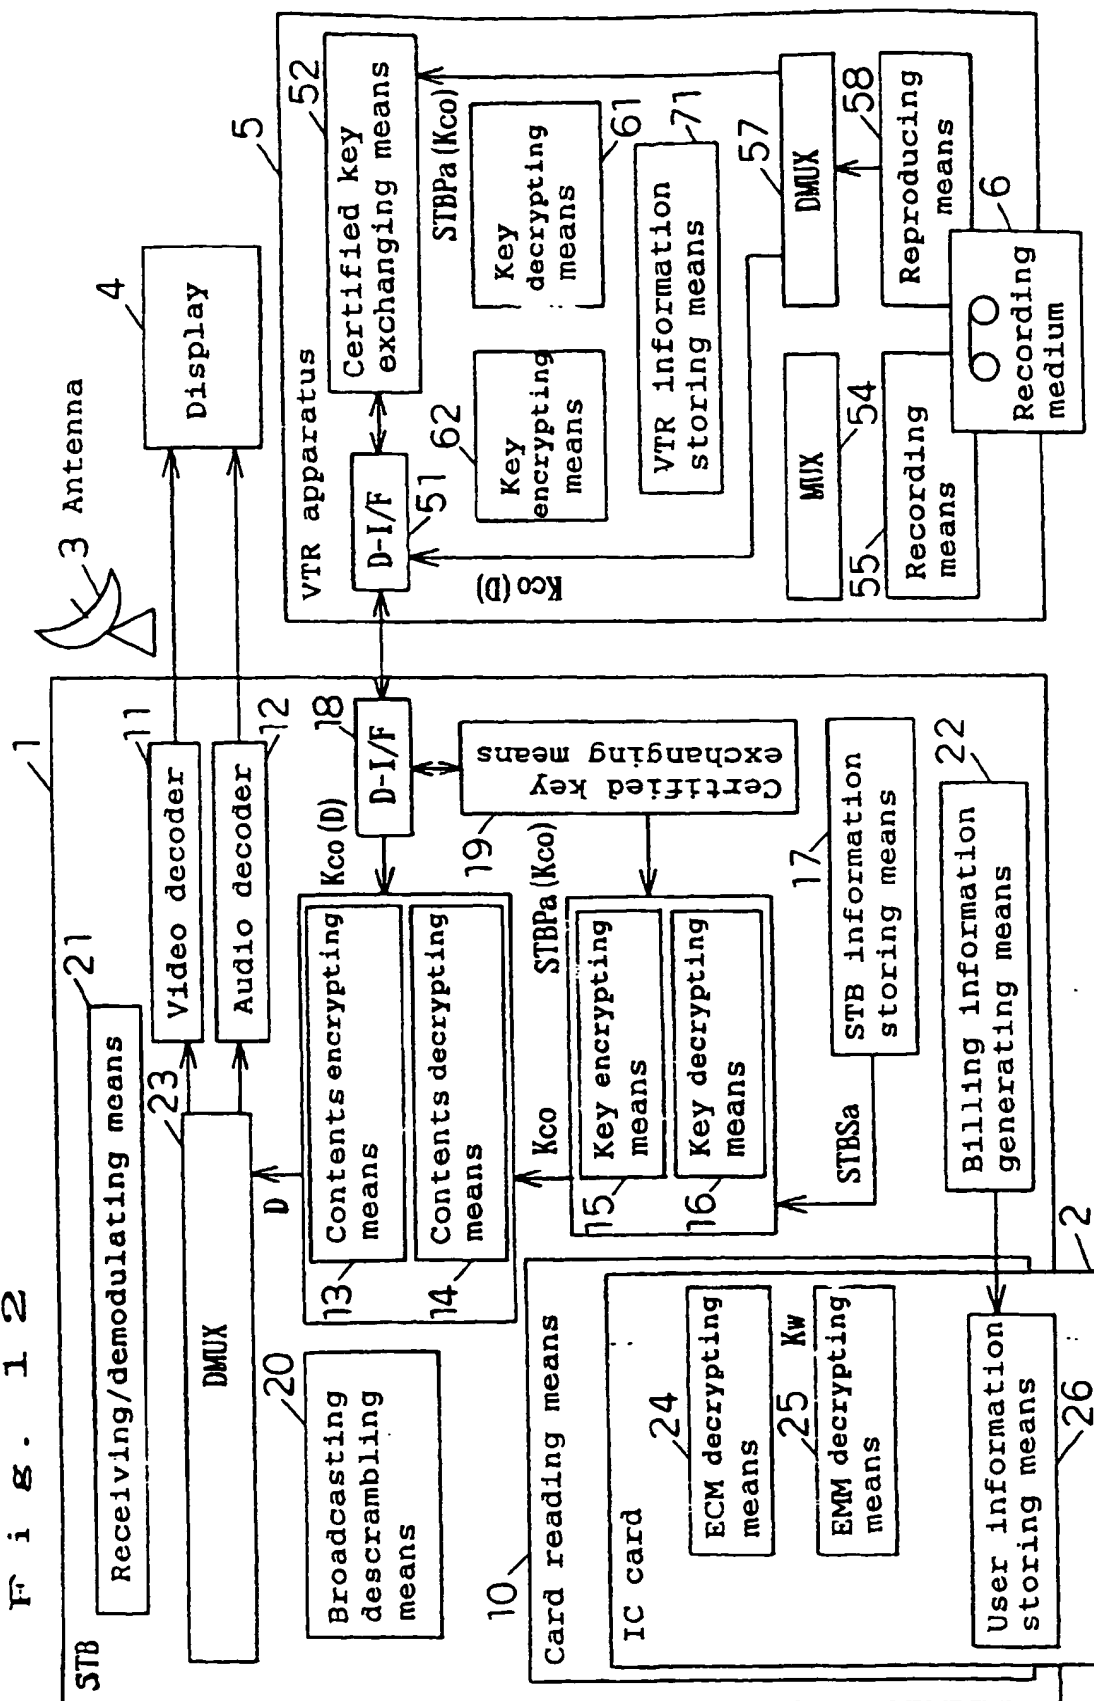 Fig. 12
STB
1
Receiving/demodulating means
21
DMUX
23
Video decoder
11
Audio decoder
12
3 Antenna
Display
4
Broadcasting
descrambling
means
20
D
Contents encrypting
means
13
Contents decrypting
means
14
Kco(D)
D-I/F
18
Certified key
exchanging means
19
STBPa(Kco)
Kco
Key encrypting
means
15
Key decrypting
means
16
STBSa
STB information
storing means
17
Billing information
generating means
22
Card reading means
10
IC card
2
ECM decrypting
means
24
Kw
EMM decrypting
means
25
User information
storing means
26
VTR apparatus
5
D-I/F
51
Certified key
exchanging means
52
STBPa(Kco)
Key
encrypting
means
62
Key
decrypting
means
61
VTR information
storing means
71
Kco(D)
MUX
54
DMUX
57
Recording
means
55
Reproducing
means
58
Recording
medium
6